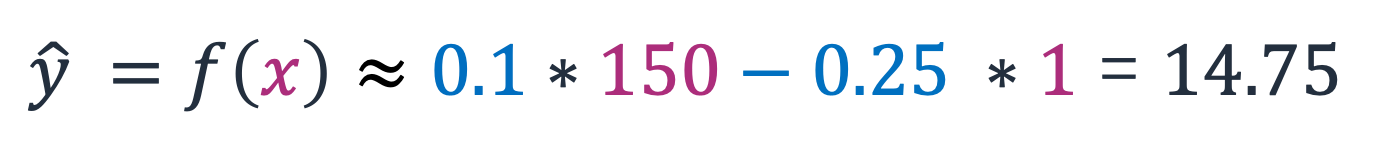 ŷ = f(x) ≈ 0.1 * 150 − 0.25 * 1 = 14.75